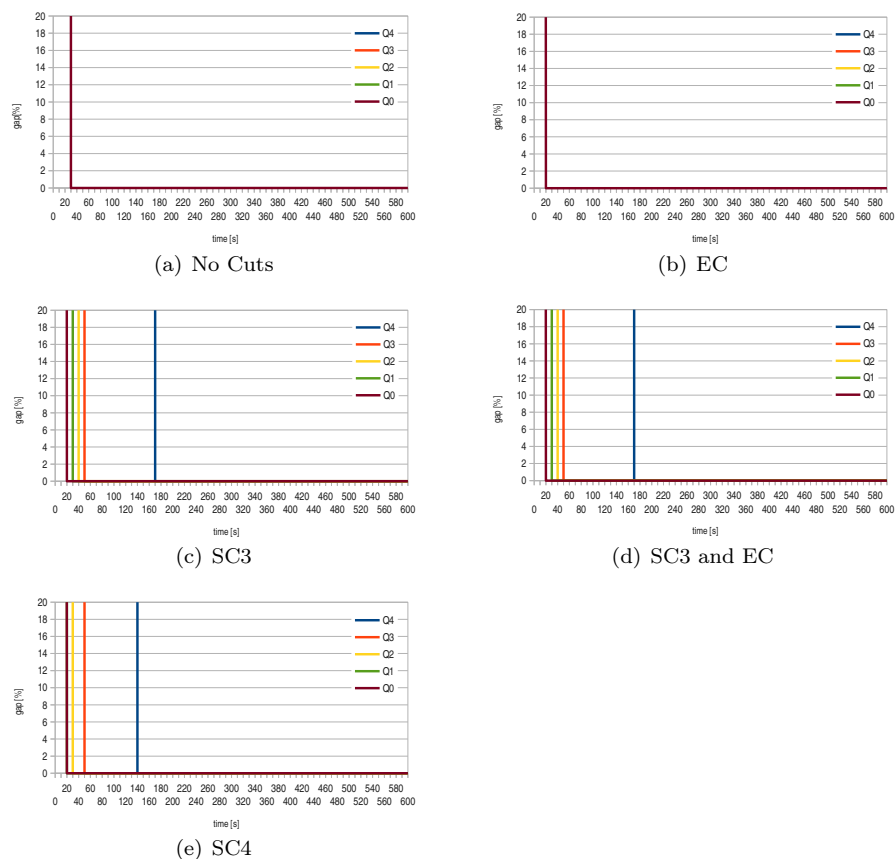 20
18
16
14
12
10
8
6
4
2
0
gap[%]
Q4
Q3
Q2
Q1
Q0
20 60 100 140 180 220 260 300 340 380 420 460 500 540 580
0 40 80 120 160 200 240 280 320 360 400 440 480 520 560 600
time [s]
(a) No Cuts
20
18
16
14
12
10
8
6
4
2
0
gap [%]
Q4
Q3
Q2
Q1
Q0
20 60 100 140 180 220 260 300 340 380 420 460 500 540 580
0 40 80 120 160 200 240 280 320 360 400 440 480 520 560 600
time [s]
(b) EC
20
18
16
14
12
10
8
6
4
2
0
gap [%]
Q4
Q3
Q2
Q1
Q0
20 60 100 140 180 220 260 300 340 380 420 460 500 540 580
0 40 80 120 160 200 240 280 320 360 400 440 480 520 560 600
time [s]
(c) SC3
20
18
16
14
12
10
8
6
4
2
0
gap [%]
Q4
Q3
Q2
Q1
Q0
20 60 100 140 180 220 260 300 340 380 420 460 500 540 580
0 40 80 120 160 200 240 280 320 360 400 440 480 520 560 600
time [s]
(d) SC3 and EC
20
18
16
14
12
10
8
6
4
2
0
gap [%]
Q4
Q3
Q2
Q1
Q0
20 60 100 140 180 220 260 300 340 380 420 460 500 540 580
0 40 80 120 160 200 240 280 320 360 400 440 480 520 560 600
time [s]
(e) SC4